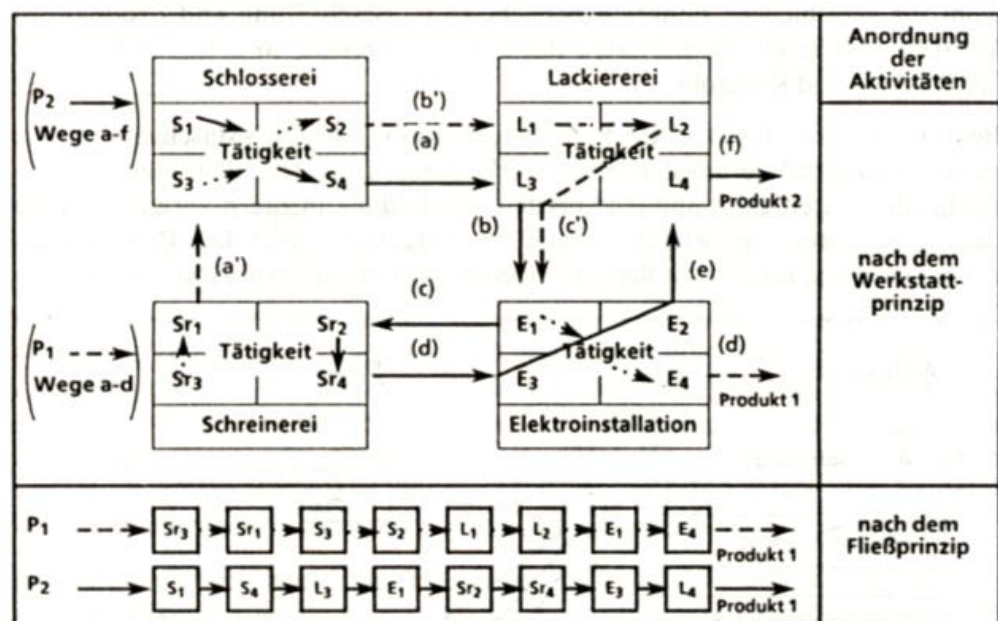 Anordnung
der
Aktivitäten
P2
Wege a-f
Schlosserei
S1 S2
Tätigkeit
S3 S4
(b')
(a)
Lackiererei
L1 L2
Tätigkeit
L3 L4
(f)
Produkt 2
(a')
(b) (c')
(e)
(c)
(d)
nach dem
Werkstatt-
prinzip
P1
Wege a-d
Sr1 Sr2
Tätigkeit
Sr3 Sr4
Schreinerei
E1 E2
Tätigkeit
E3 E4
Elektroinstallation
(d)
Produkt 1
P1 Sr3 Sr1 S3 S2 L1 L2 E1 E4
Produkt 1
P2 S1 S4 L3 E1 Sr2 Sr4 E3 L4
Produkt 1
nach dem
Fließprinzip